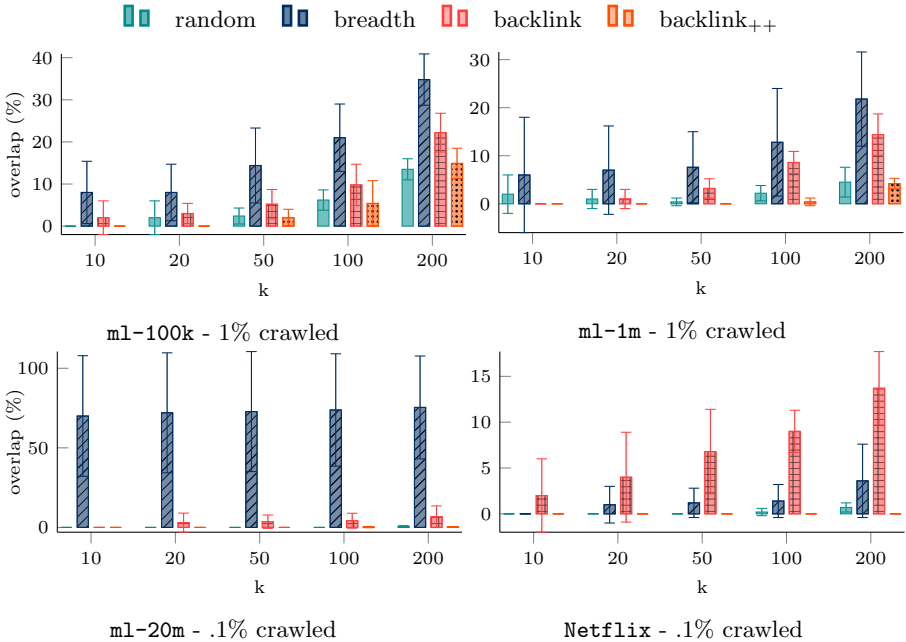 random breadth backlink backlink++
40
30
20
10
0
overlap (%)
10 20 50 100 200
k
ml-100k - 1% crawled
30
20
10
0
10 20 50 100 200
k
ml-1m - 1% crawled
100
50
0
overlap (%)
10 20 50 100 200
k
ml-20m - .1% crawled
15
10
5
0
10 20 50 100 200
k
Netflix - .1% crawled